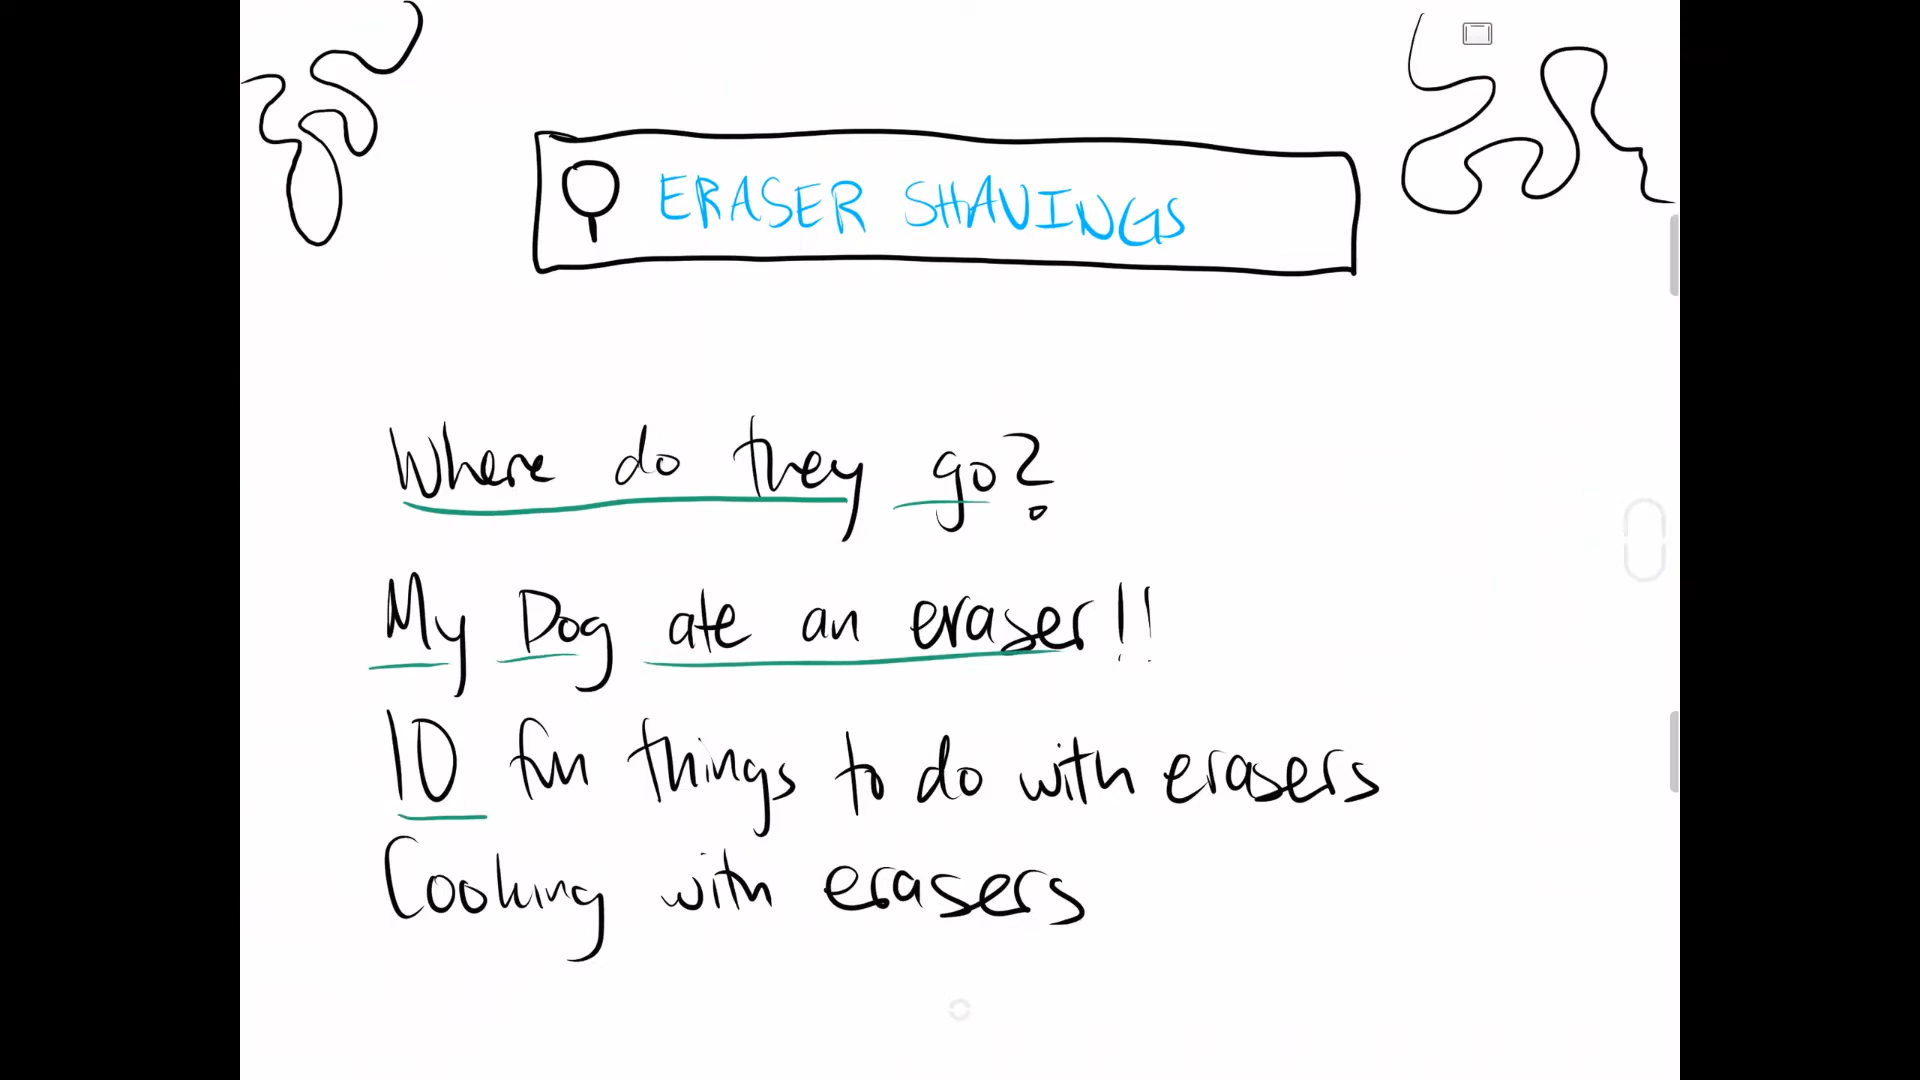 ERASER SHAVINGS
Where do they go?
My Dog ate an eraser!!
10 fun things to do with erasers
Cooking with erasers